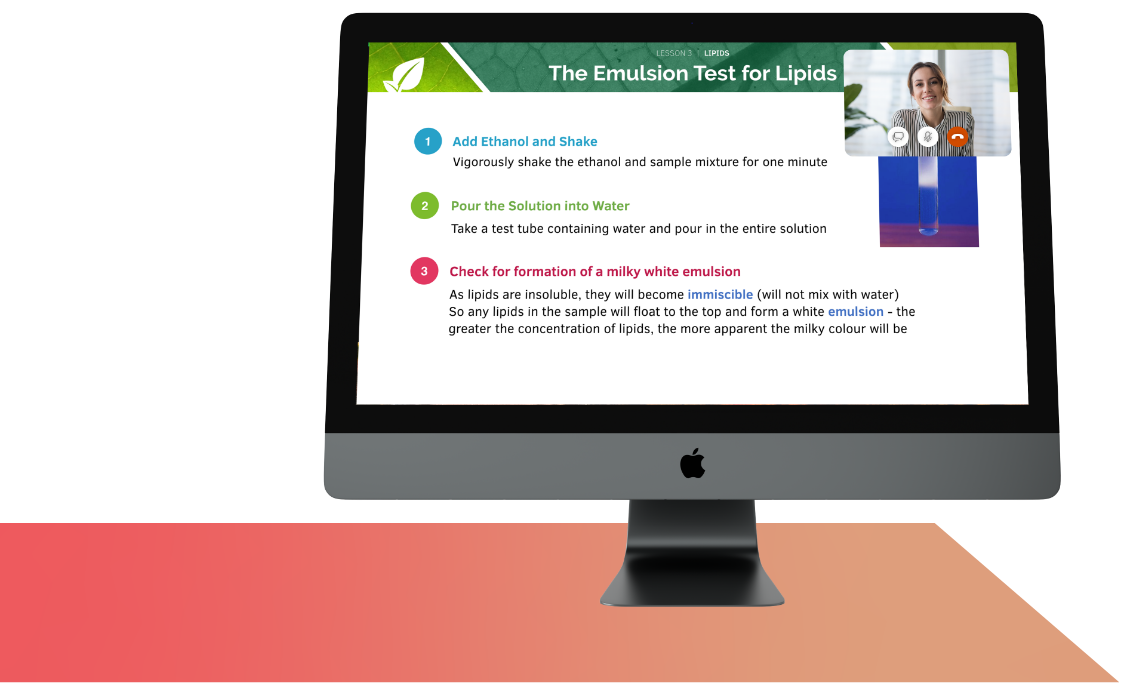 LESSON 3 LIPIDS
The Emulsion Test for Lipids
1 Add Ethanol and Shake
Vigorously shake the ethanol and sample mixture for one minute
2 Pour the Solution into Water
Take a test tube containing water and pour in the entire solution
3 Check for formation of a milky white emulsion
As lipids are insoluble, they will become immiscible (will not mix with water)
So any lipids in the sample will float to the top and form a white emulsion - the
greater the concentration of lipids, the more apparent the milky colour will be